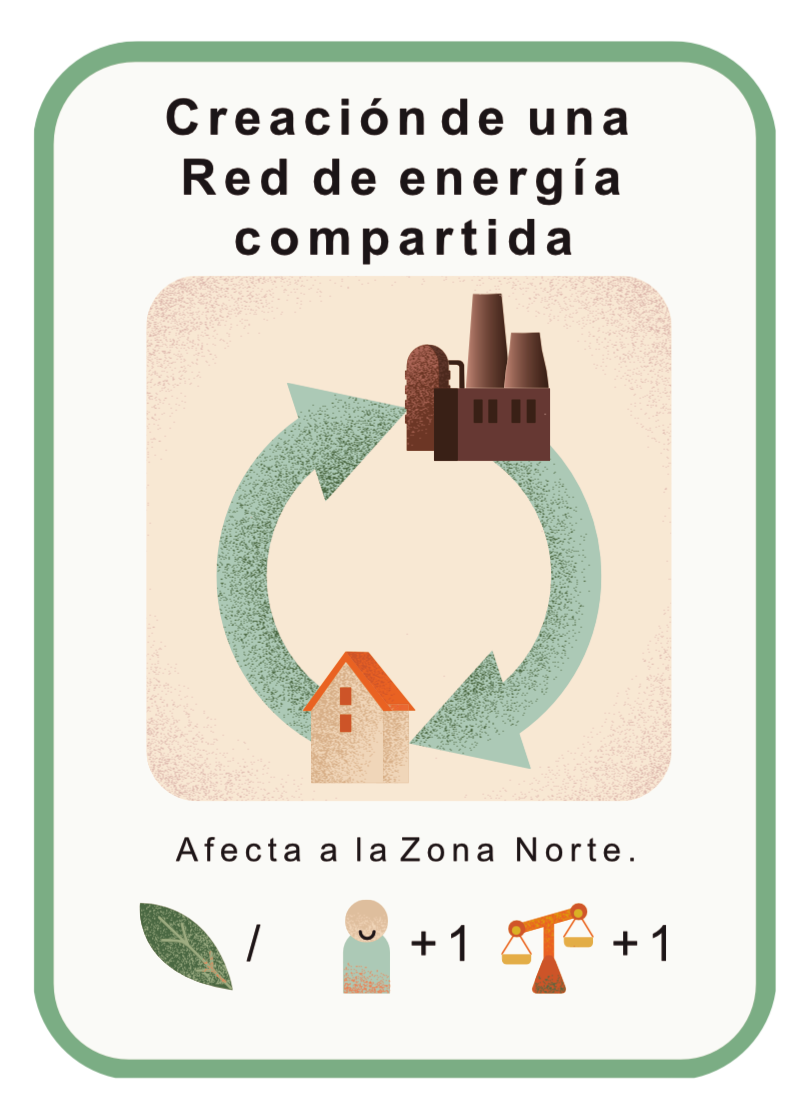 Creación de una
Red de energía
compartida
Afecta a la Zona Norte.
/ +1 +1